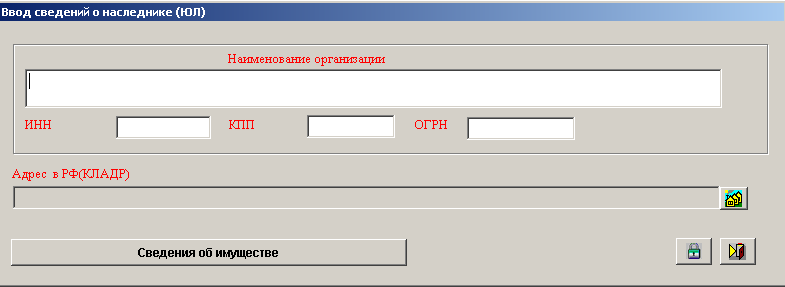 Ввод сведений о наследнике (ЮЛ)
Наименование организации
ИНН КПП ОГРН
Адрес в РФ(КЛАДР)
Сведения об имуществе